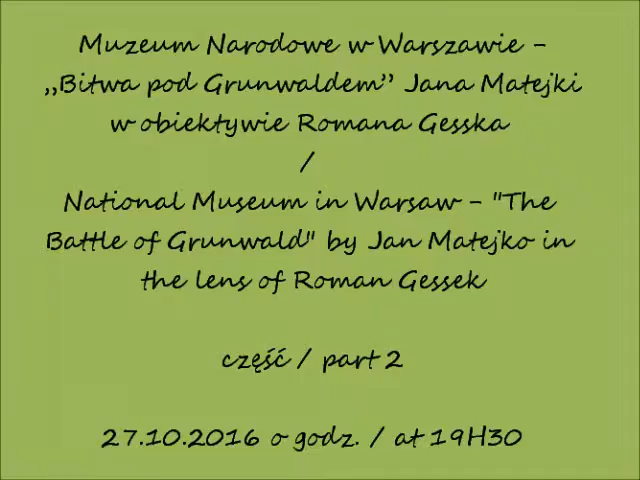 Muzeum Narodowe w Warszawie -
„Bitwa pod Grunwaldem” Jana Matejki
w obiektywie Romana Gesska
/
National Museum in Warsaw - "The
Battle of Grunwald" by Jan Matejko in
the lens of Roman Gessek
część / part 2
27.10.2016 o godz. / at 19H30